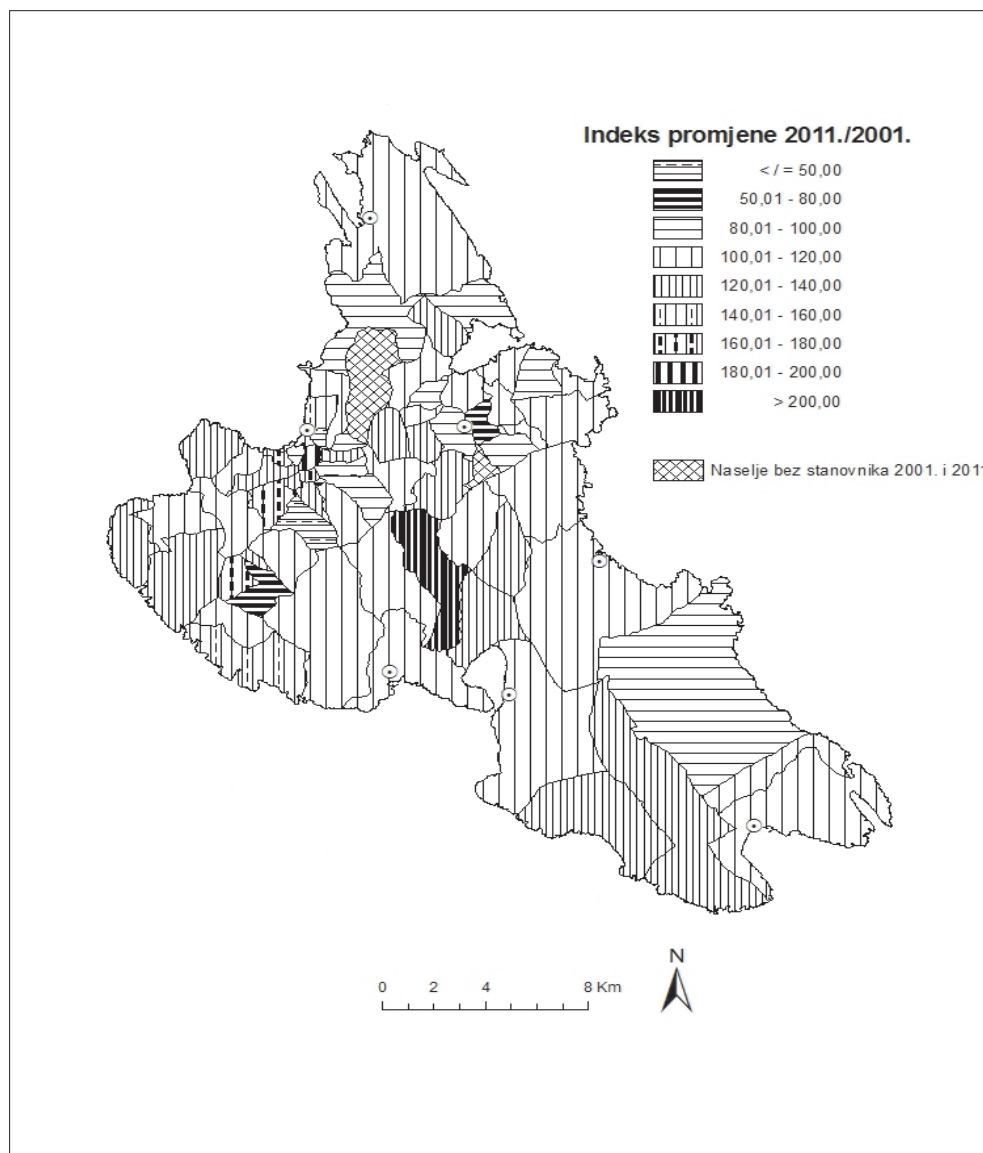 Indeks promjene 2011./2001.
< / = 50,00
50,01 - 80,00
80,01 - 100,00
100,01 - 120,00
120,01 - 140,00
140,01 - 160,00
160,01 - 180,00
180,01 - 200,00
> 200,00
Naselje bez stanovnika 2001. i 2011
N
0 2 4 8 Km